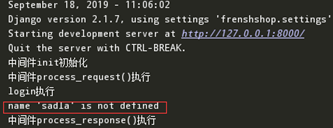 September 18, 2019 - 11:06:02
Django version 2.1.7, using settings 'frenshshop.settings'
Starting development server at http://127.0.0.1:8000/
Quit the server with CTRL-BREAK.
中间件init初始化
中间件process_request()执行
login执行
name 'sadla' is not defined
中间件process_response()执行